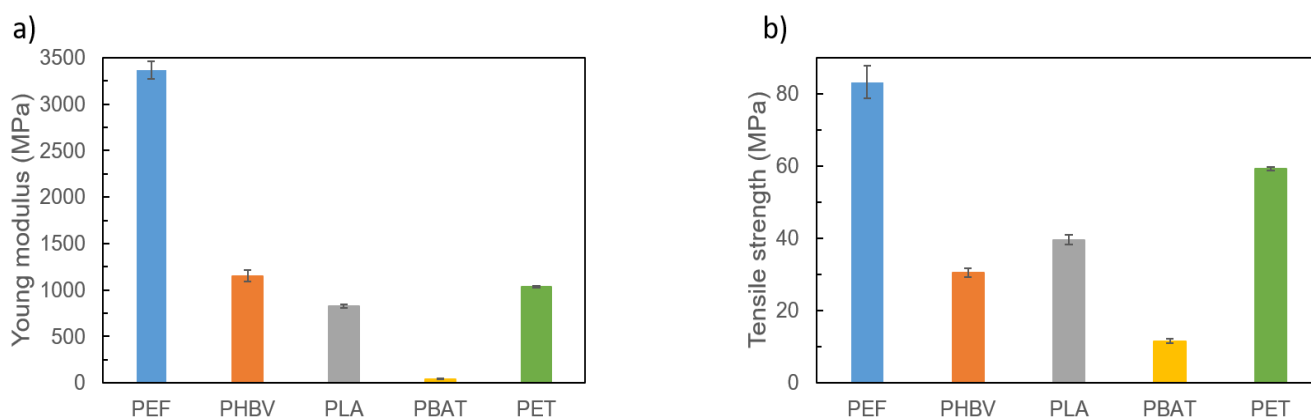 a)
Young modulus (MPa)
3500
3000
2500
2000
1500
1000
500
0
PEF PHBV PLA PBAT PET
b)
Tensile strength (MPa)
80
60
40
20
0
PEF PHBV PLA PBAT PET